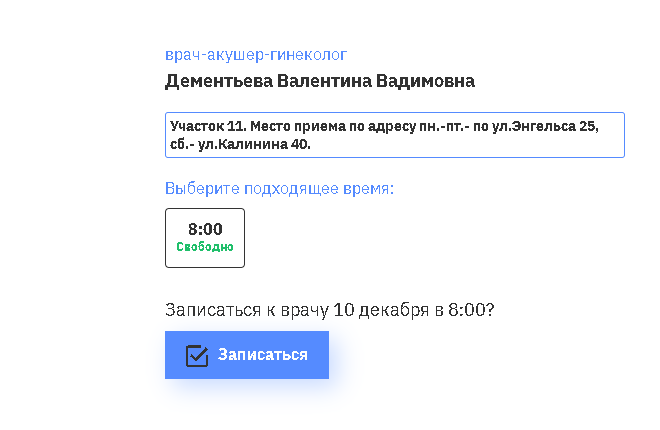 врач-акушер-гинеколог
Дементьева Валентина Вадимовна
Участок 11. Место приема по адресу пн.-пт.- по ул.Энгельса 25,
сб.- ул.Калинина 40.
Выберите подходящее время:
8:00
Свободно
Записаться к врачу 10 декабря в 8:00?
Записаться